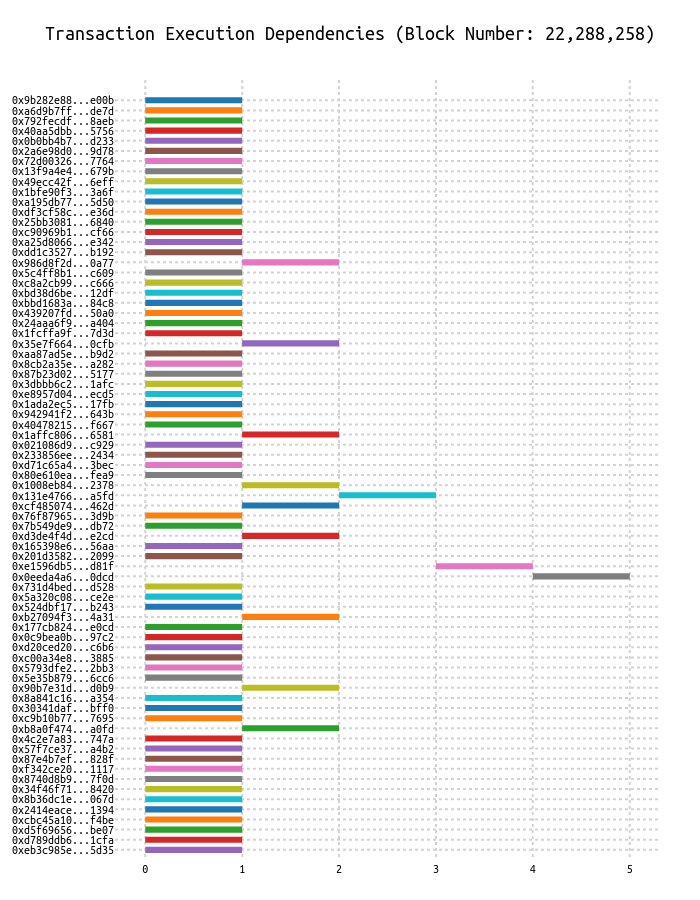 Transaction Execution Dependencies (Block Number: 22,288,258)
0x9b282e88...e00b
0xa6d9b7ff...de7d
0x792fecdf...8aeb
0x40aa5dbb...5756
0x0b0bb4b7...d233
0x2a6e98d0...9d78
0x72d00326...7764
0x13f9a4e4...679b
0x49ecc42f...6eff
0x1bfe90f3...3a6f
0xa195db77...5d50
0xdf3cf58c...e36d
0x25bb3081...6840
0xc90969b1...cf66
0xa25d8066...e342
0xdd1c3527...b192
0x986d8f2d...0a77
0x5c4ff8b1...c609
0xc8a2cb99...c666
0xbd38d6be...12df
0xbbd1683a...84c8
0x439207fd...50a0
0x24aaa6f9...a404
0x1fcffa9f...7d3d
0x35e7f664...0cfb
0xaa87ad5e...b9d2
0x8cb2a35e...a282
0x87b23d02...5177
0x3dbbb6c2...1afc
0xe8957d04...ecd5
0x1ada2ec5...17fb
0x942941f2...643b
0x40478215...f667
0x1affc806...6581
0x021086d9...c929
0x233856ee...2434
0xd71c65a4...3bec
0x80e610ea...fea9
0x1008eb84...2378
0x131e4766...a5fd
0xcf485074...462d
0x76f87965...3d9b
0x7b549de9...db72
0xd3de4f4d...e2cd
0x165398e6...56aa
0x201d3582...2099
0xe1596db5...d81f
0x0eeda4a6...0dcd
0x731d4bed...d528
0x5a320c08...ce2e
0x524dbf17...b243
0xb27094f3...4a31
0x177cb824...e0cd
0x0c9bea0b...97c2
0xd20ced20...c6b6
0xc00a34e8...3885
0x5793dfe2...2bb3
0x5e35b879...6cc6
0x90b7e31d...d0b9
0x8a841c16...a354
0x30341daf...bff0
0xc9b10b77...7695
0xb8a0f474...a0fd
0x4c2e7a83...747a
0x57f7ce37...a4b2
0x87e4b7ef...828f
0xf342ce20...1117
0x8740d8b9...7f0d
0x34f46f71...8420
0x8b36dc1e...067d
0x2414eace...1394
0xcbc45a10...f4be
0xd5f69656...be07
0xd789ddb6...1cfa
0xeb3c985e...5d35
0 1 2 3 4 5